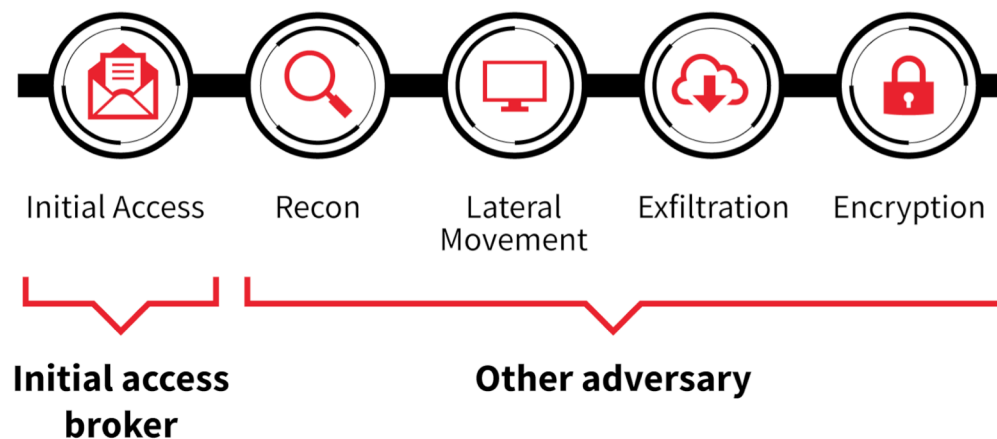 Initial Access
Recon
Lateral
Movement
Exfiltration
Encryption
Initial access
broker
Other adversary